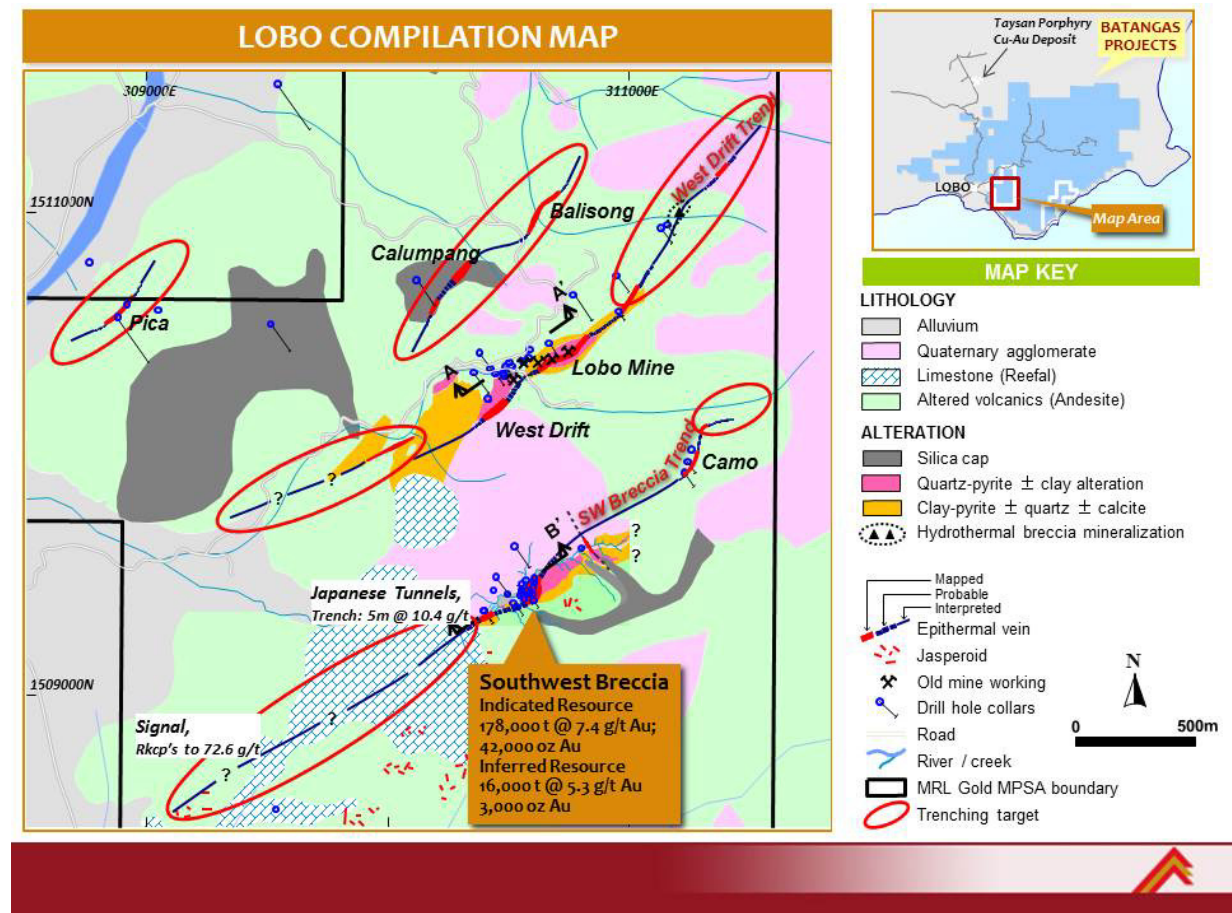 LOBO COMPILATION MAP
309000E
311000E
West Drift Trend
1511000N
Balisong
Calumpang
Pica
A'
Lobo Mine
A
West Drift
SW Breccia Trend
Camo
?
?
B'
?
?
Japanese Tunnels,
Trench: 5m @ 10.4 g/t
B
1509000N
Signal,
Rkcp's to 72.6 g/t
?
?
Southwest Breccia
Indicated Resource
178,000 t @ 7.4 g/t Au;
42,000 oz Au
Inferred Resource
16,000 t @ 5.3 g/t Au
3,000 oz Au
Taysan Porphyry
Cu-Au Deposit
BATANGAS
PROJECTS
LOBO
Map Area
MAP KEY
LITHOLOGY
Alluvium
Quaternary agglomerate
Limestone (Reefal)
Altered volcanics (Andesite)
ALTERATION
Silica cap
Quartz-pyrite ± clay alteration
Clay-pyrite ± quartz ± calcite
Hydrothermal breccia mineralization
Mapped
Probable
Interpreted
Epithermal vein
Jasperoid
Old mine working
Drill hole collars
Road
River / creek
MRL Gold MPSA boundary
Trenching target
N
0 500m